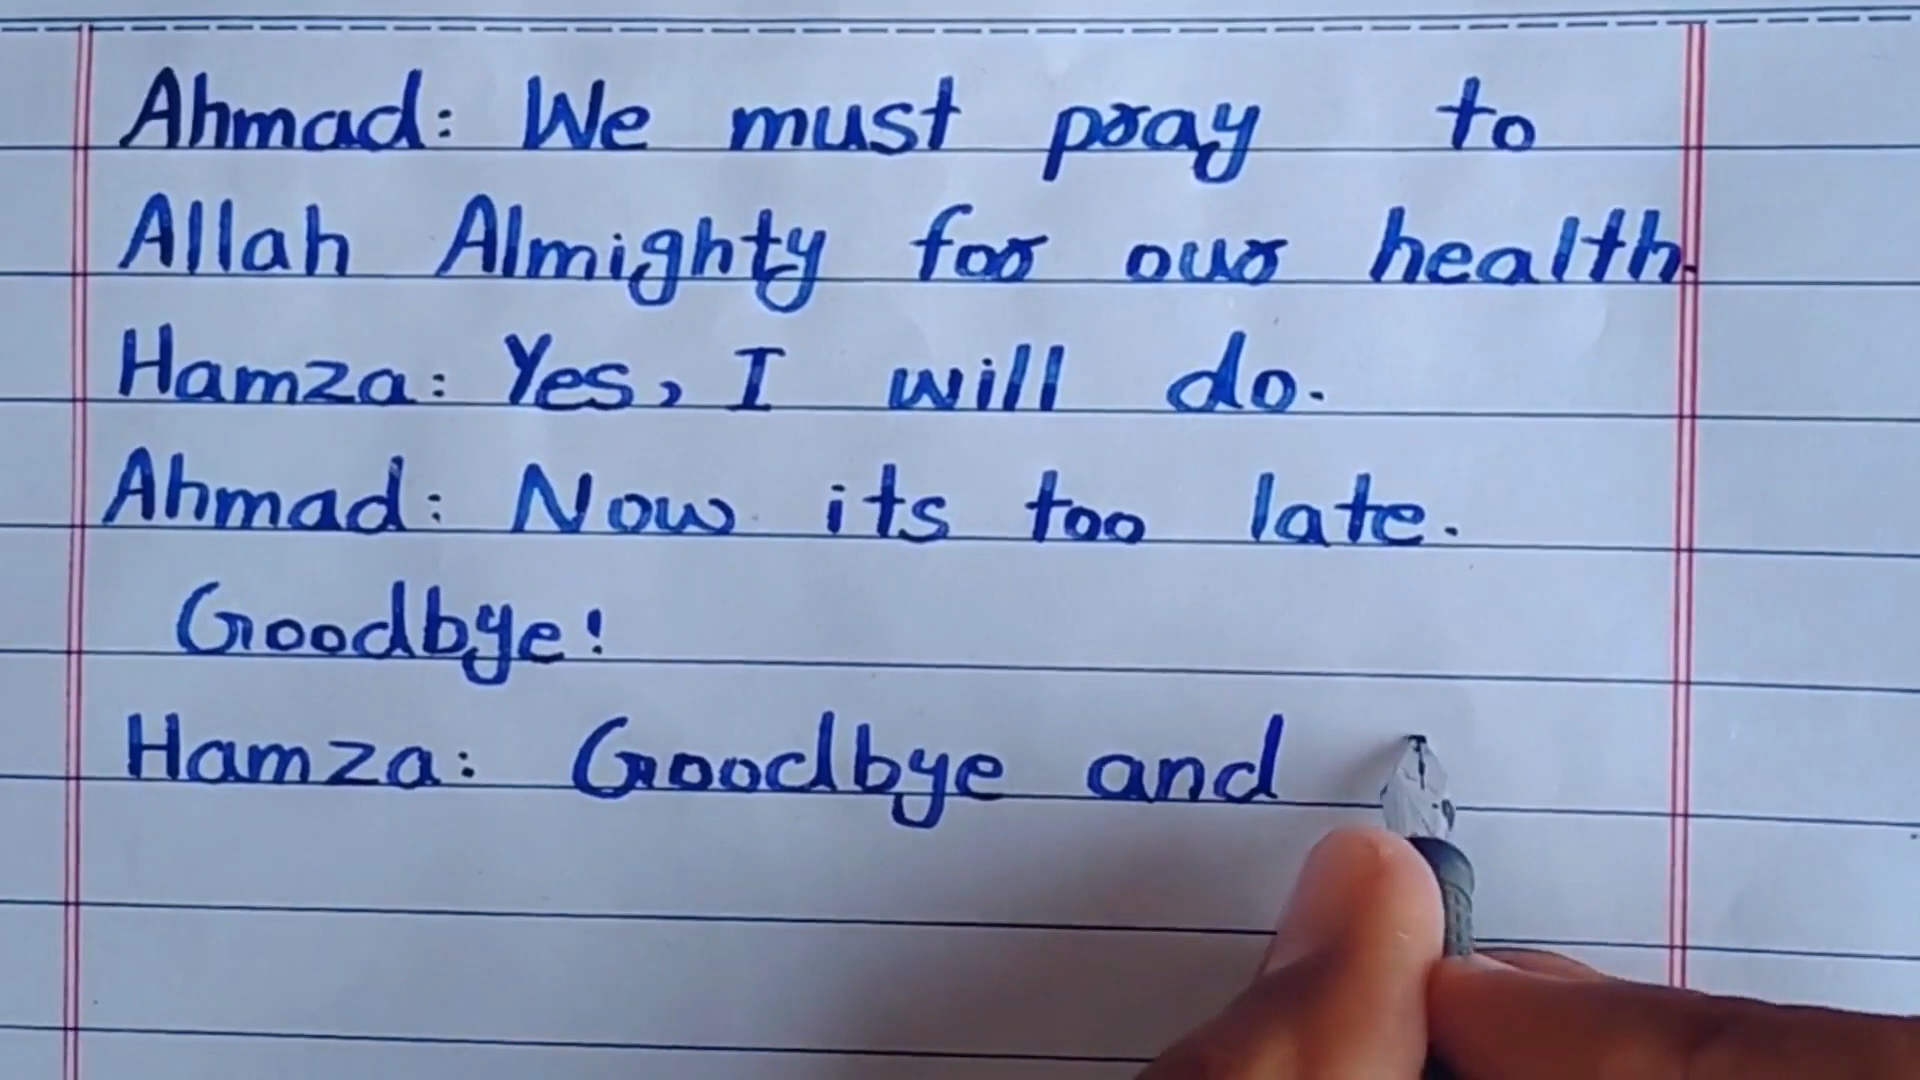 Ahmad: We must pray to
Allah Almighty for our health.
Hamza: Yes, I will do.
Ahmad: Now its too late.
Goodbye!
Hamza: Goodbye and